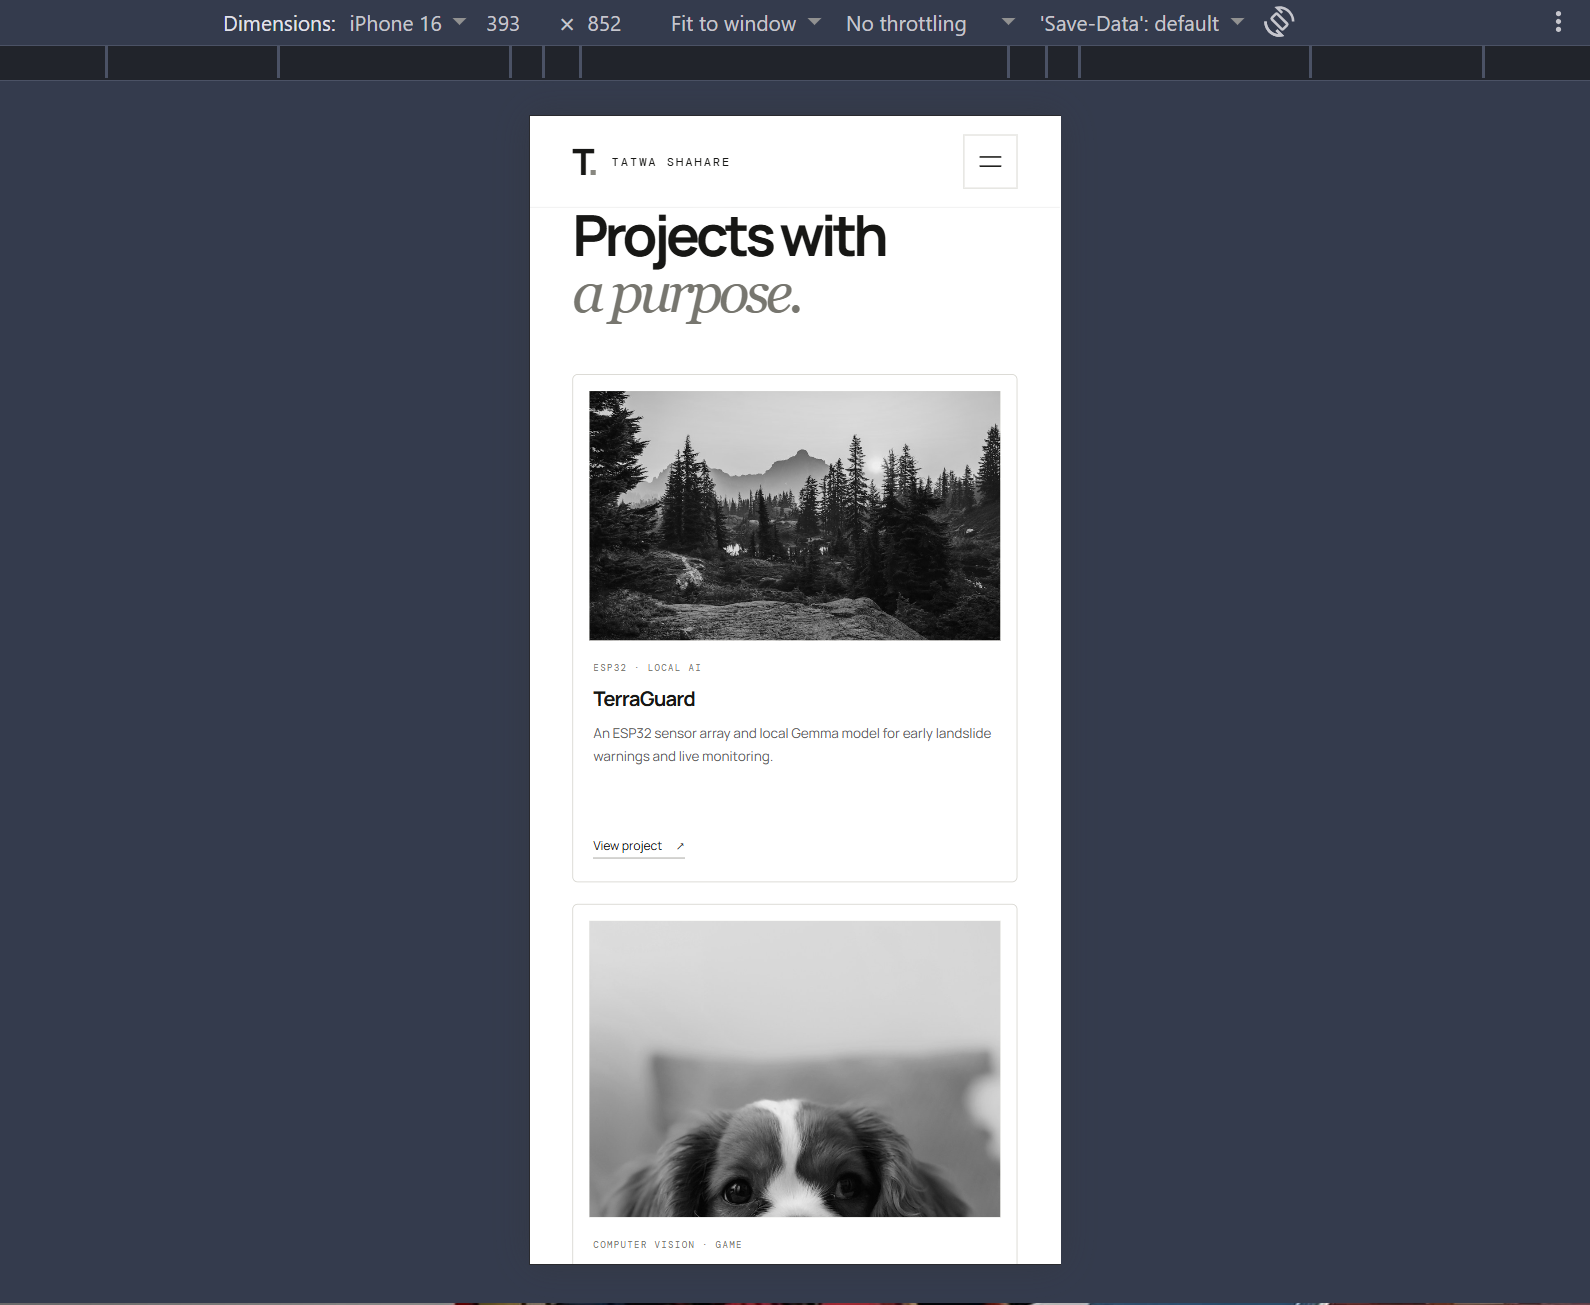 Dimensions: iPhone 16 393 × 852 Fit to window No throttling 'Save-Data': default
T. TATWA SHAHARE
Projects with
a purpose.
ESP32 · LOCAL AI
TerraGuard
An ESP32 sensor array and local Gemma model for early landslide
warnings and live monitoring.
View project ↗
COMPUTER VISION · GAME